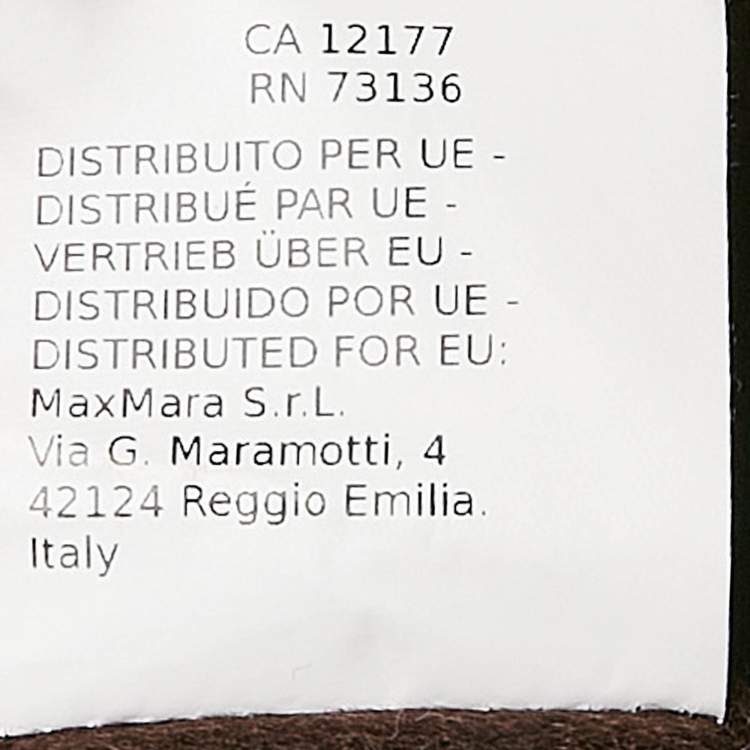 CA 12177
RN 73136
DISTRIBUITO PER UE -
DISTRIBUÉ PAR UE -
VERTRIEB ÜBER EU -
DISTRIBUIDO POR UE -
DISTRIBUTED FOR EU:
MaxMara S.r.L.
Via G. Maramotti, 4
42124 Reggio Emilia.
Italy